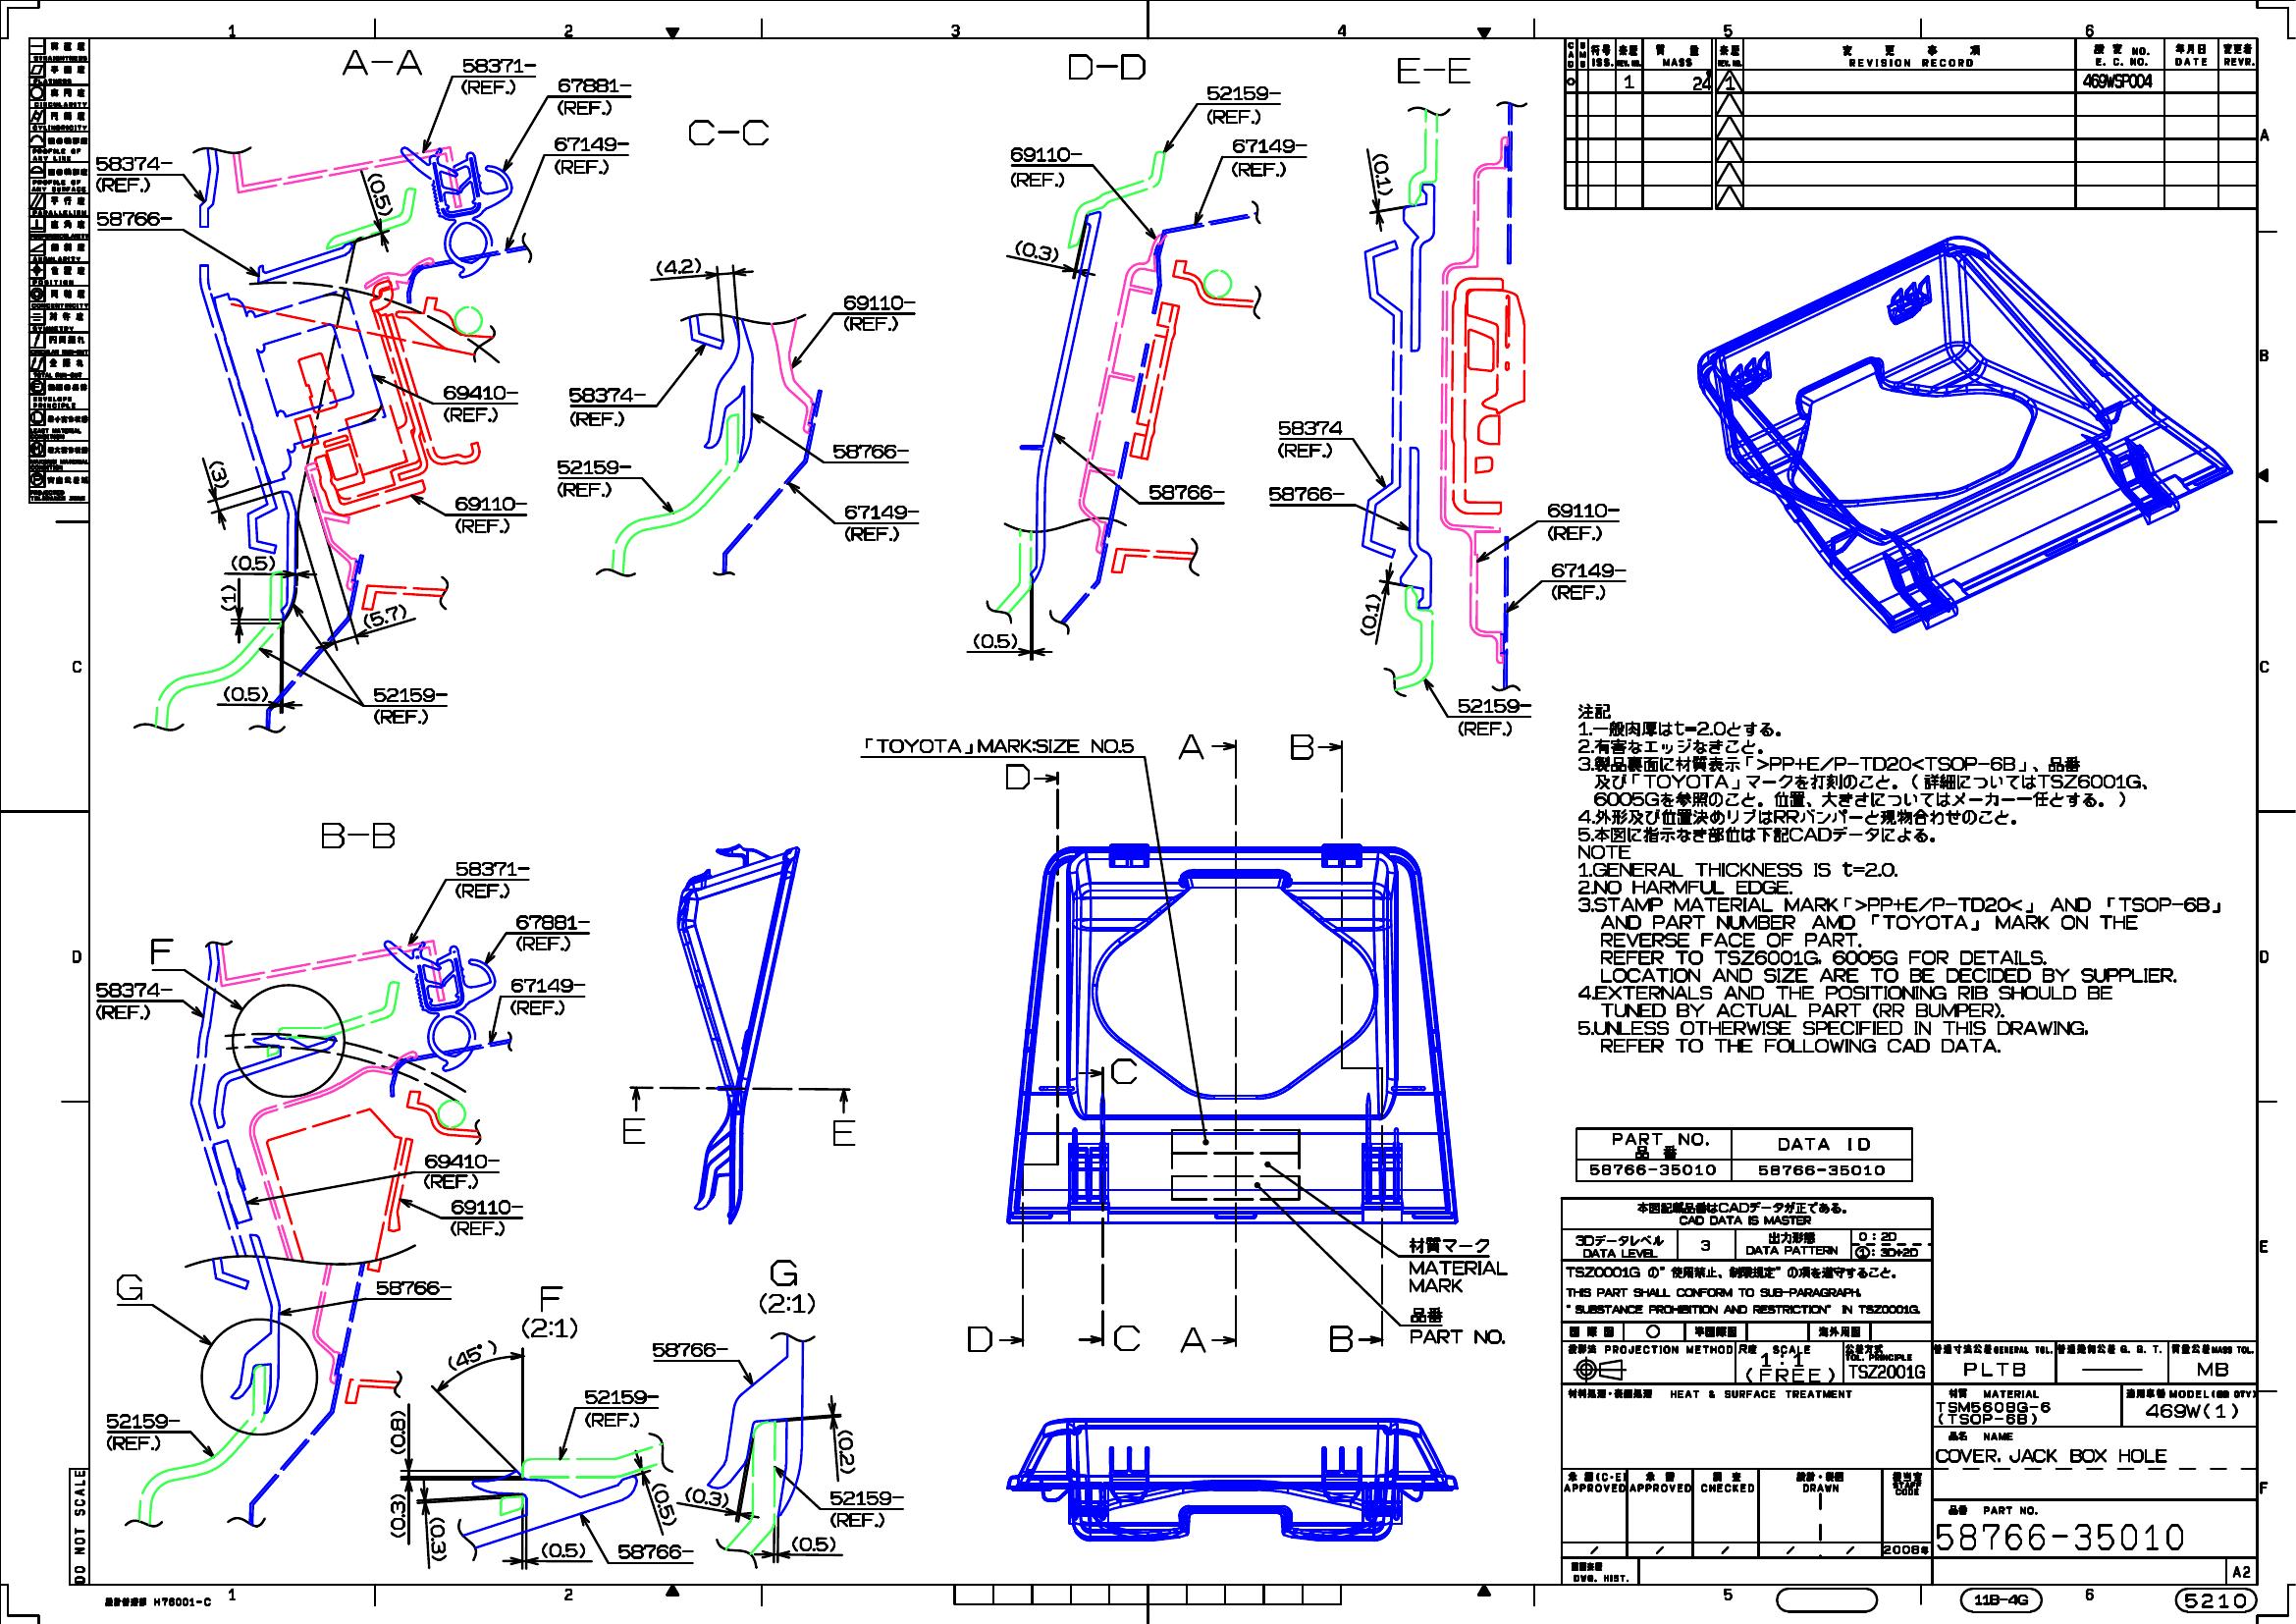 1 2 3 4 5 6
A-A
58371-
(REF.)
67881-
(REF.)
67149-
(REF.)
58374-
(REF.)
58766-
(0.5)
69410-
(REF.)
69110-
(REF.)
(3)
(0.5)
(1)
(5.7)
(0.5)
52159-
(REF.)
C-C
(4.2)
69110-
(REF.)
58374-
(REF.)
58766-
52159-
(REF.)
67149-
(REF.)
D-D
52159-
(REF.)
69110-
(REF.)
67149-
(REF.)
(0.3)
58766-
(0.5)
E-E
(0.1)
58374
(REF.)
58766-
69110-
(REF.)
67149-
(REF.)
(0.1)
52159-
(REF.)
符号 ISS.
質量 MASS
変更事項
REVISION RECORD
E. C. NO.
年月日 DATE
変更者 REVR.
1 24 1 469WSP004
A
B
C
D
E
F
B-B
58371-
(REF.)
67881-
(REF.)
67149-
(REF.)
F
58374-
(REF.)
69410-
(REF.)
69110-
(REF.)
G
58766-
52159-
(REF.)
F
(2:1)
(45°)
52159-
(REF.)
(0.8)
(0.3)
(0.3)
(0.5)
(0.5)
58766-
G
(2:1)
58766-
(0.2)
(0.3)
52159-
(REF.)
(0.5)
E E
「TOYOTA」MARK:SIZE NO.5
A B
D
C
D C A B
材質マーク
MATERIAL
MARK
品番
PART NO.
注記
1.一般肉厚はt=2.0とする。
2.有害なエッジなきこと。
3.製品裏面に材質表示「>PP+E/P-TD20<TSOP-6B」、品番
及び「TOYOTA」マークを打刻のこと。(詳細についてはTSZ6001G、
6005Gを参照のこと。位置、大きさについてはメーカー一任とする。)
4.外形及び位置決めリブはRRバンパーと現物合わせのこと。
5.本図に指示なき部位は下記CADデータによる。
NOTE
1.GENERAL THICKNESS IS t=2.0.
2.NO HARMFUL EDGE.
3.STAMP MATERIAL MARK「>PP+E/P-TD20<」 AND 「TSOP-6B」
AND PART NUMBER AMD 「TOYOTA」 MARK ON THE
REVERSE FACE OF PART.
REFER TO TSZ6001G. 6005G FOR DETAILS.
LOCATION AND SIZE ARE TO BE DECIDED BY SUPPLIER.
4.EXTERNALS AND THE POSITIONING RIB SHOULD BE
TUNED BY ACTUAL PART (RR BUMPER).
5.UNLESS OTHERWISE SPECIFIED IN THIS DRAWING.
REFER TO THE FOLLOWING CAD DATA.
PART NO.
品番
DATA ID
58766-35010 58766-35010
本図記載品番はCADデータが正である。
CAD DATA IS MASTER
3Dデータレベル
DATA LEVEL
3
出力形態
DATA PATTERN
0 : 2D
① : 3D+2D
TSZ0001G の"使用禁止、制限規定"の項を遵守すること。
THIS PART SHALL CONFORM TO SUB-PARAGRAPH.
" SUBSTANCE PROHIBITION AND RESTRICTION" IN TSZ0001G.
海外用図
投影法 PROJECTION METHOD
尺度 SCALE
1 : 1
(FREE)
公差方式
TOL. PRINCIPLE
TSZ2001G
普通寸法公差GENERAL TOL.
PLTB
普通幾何公差 G. G. T.
質量公差MASS TOL.
MB
材料処理・表面処理 HEAT & SURFACE TREATMENT
材質 MATERIAL
TSM5608G-6
(TSOP-6B)
469W(1)
品名 NAME
COVER. JACK BOX HOLE
APPROVED APPROVED CHECKED DRAWN STAFF CODE
2008年
品番 PART NO.
58766-35010
DWG. HIST.
A2
DO NOT SCALE
H76001-C
1 2 5 6
11B-4G
5210